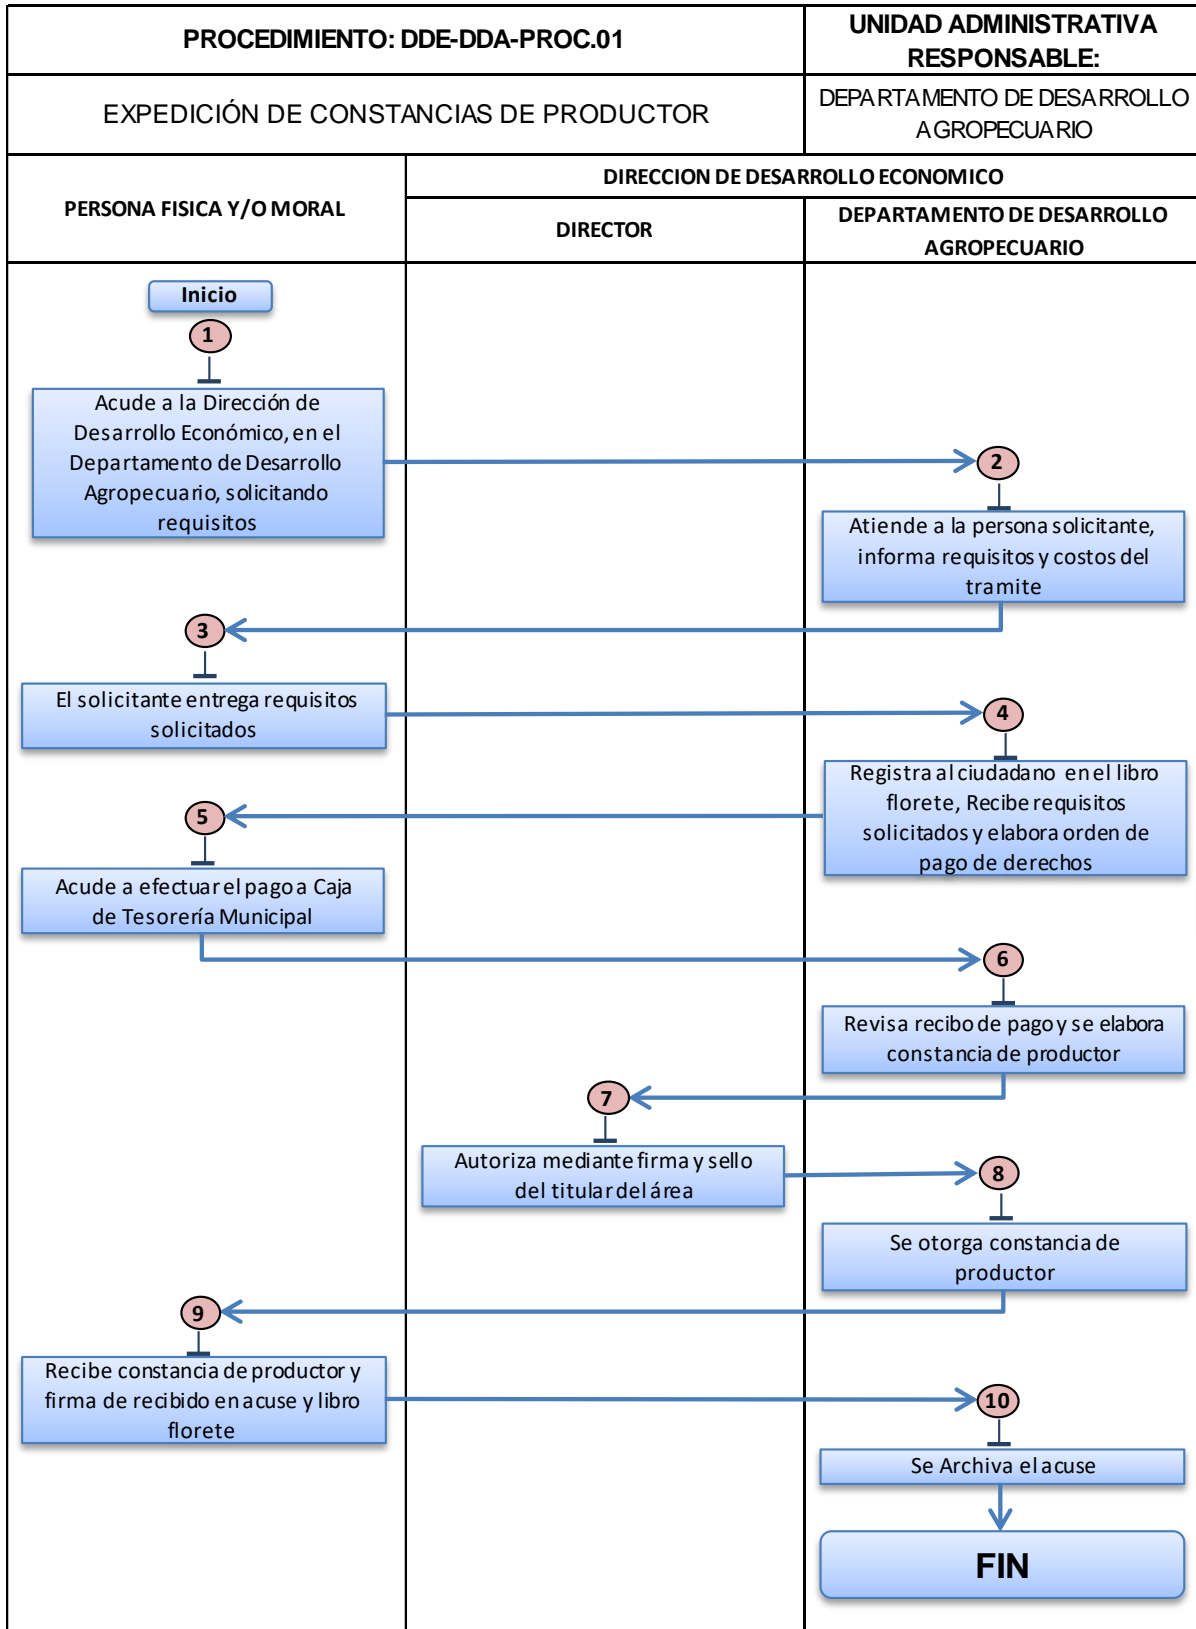 PROCEDIMIENTO: DDE-DDA-PROC.01
UNIDAD ADMINISTRATIVA
RESPONSABLE:
EXPEDICIÓN DE CONSTANCIAS DE PRODUCTOR
DEPARTAMENTO DE DESARROLLO
AGROPECUARIO
PERSONA FISICA Y/O MORAL
DIRECCION DE DESARROLLO ECONOMICO
DIRECTOR
DEPARTAMENTO DE DESARROLLO
AGROPECUARIO
Inicio
1
Acude a la Dirección de
Desarrollo Económico, en el
Departamento de Desarrollo
Agropecuario, solicitando
requisitos
2
Atiende a la persona solicitante,
informa requisitos y costos del
tramite
3
El solicitante entrega requisitos
solicitados
4
Registra al ciudadano en el libro
florete, Recibe requisitos
solicitados y elabora orden de
pago de derechos
5
Acude a efectuar el pago a Caja
de Tesorería Municipal
6
Revisa recibo de pago y se elabora
constancia de productor
7
Autoriza mediante firma y sello
del titular del área
8
Se otorga constancia de
productor
9
Recibe constancia de productor y
firma de recibido en acuse y libro
florete
10
Se Archiva el acuse
FIN